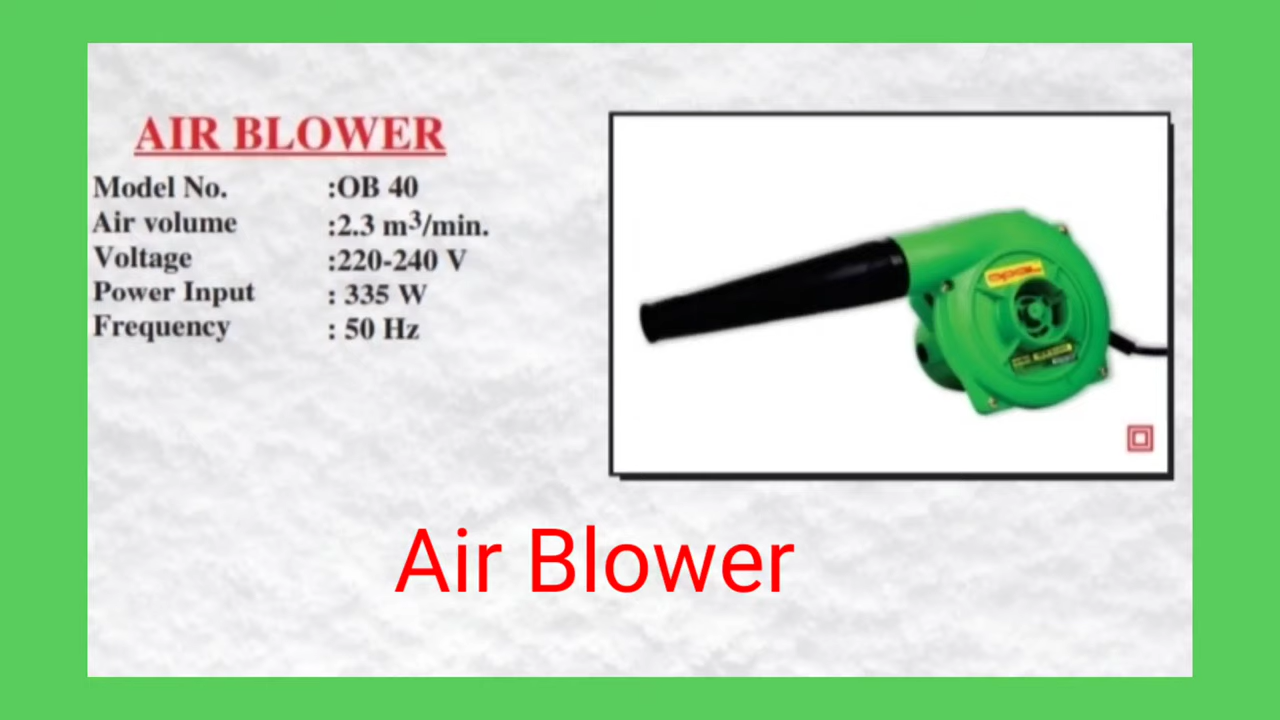 AIR BLOWER
Model No. :OB 40
Air volume :2.3 m³/min.
Voltage :220-240 V
Power Input : 335 W
Frequency : 50 Hz
OPAL
Air Blower